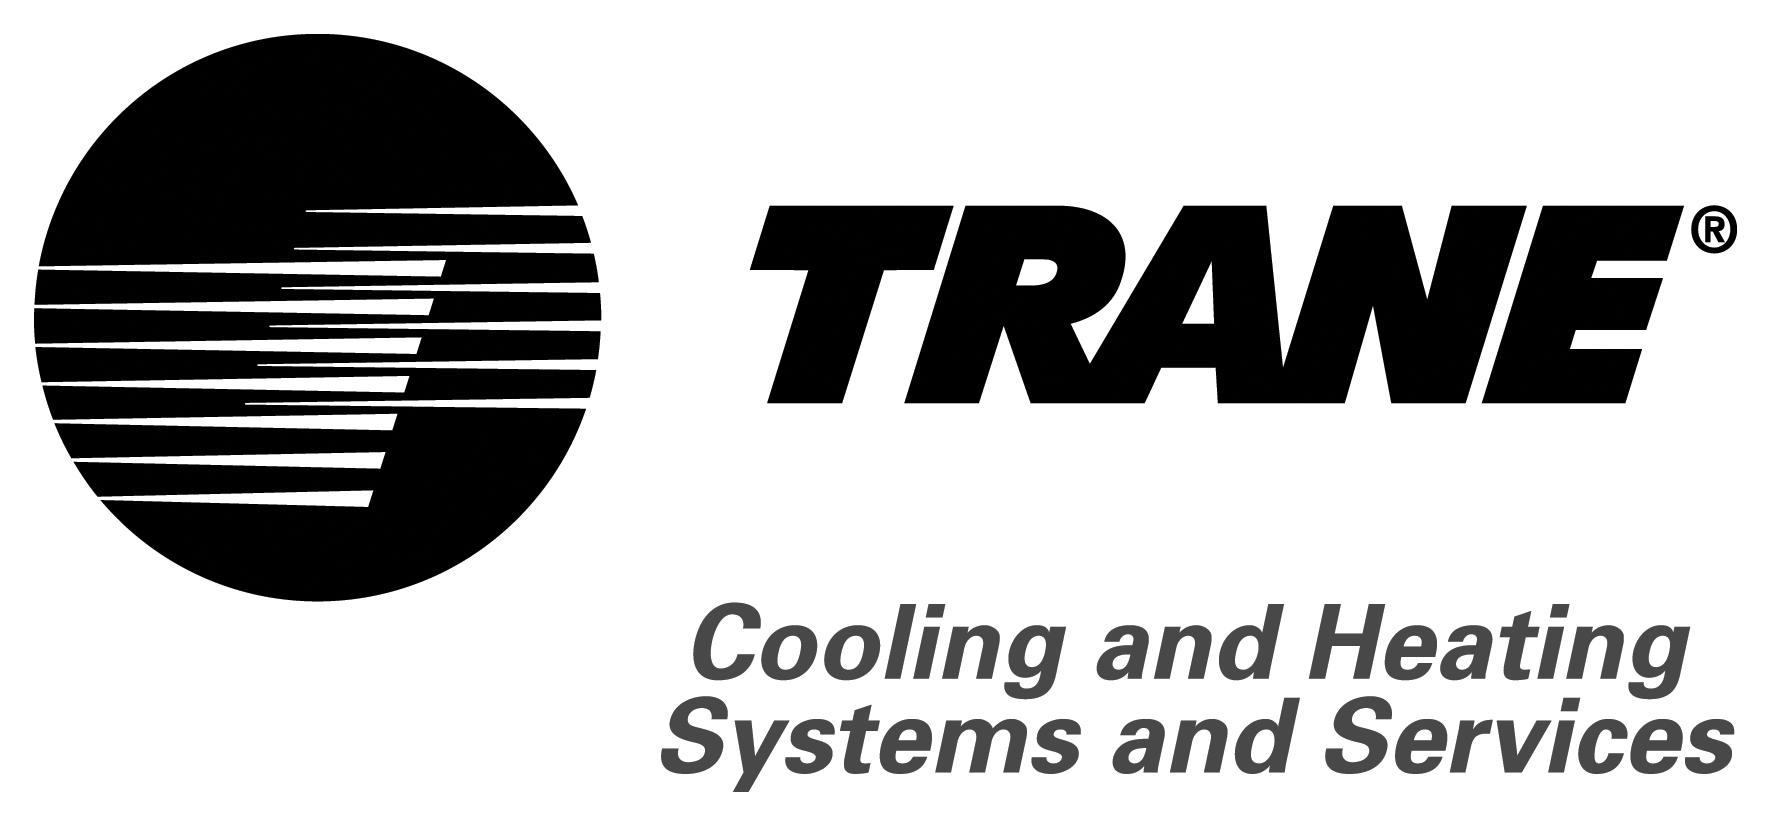 TRANE®
Cooling and Heating
Systems and Services